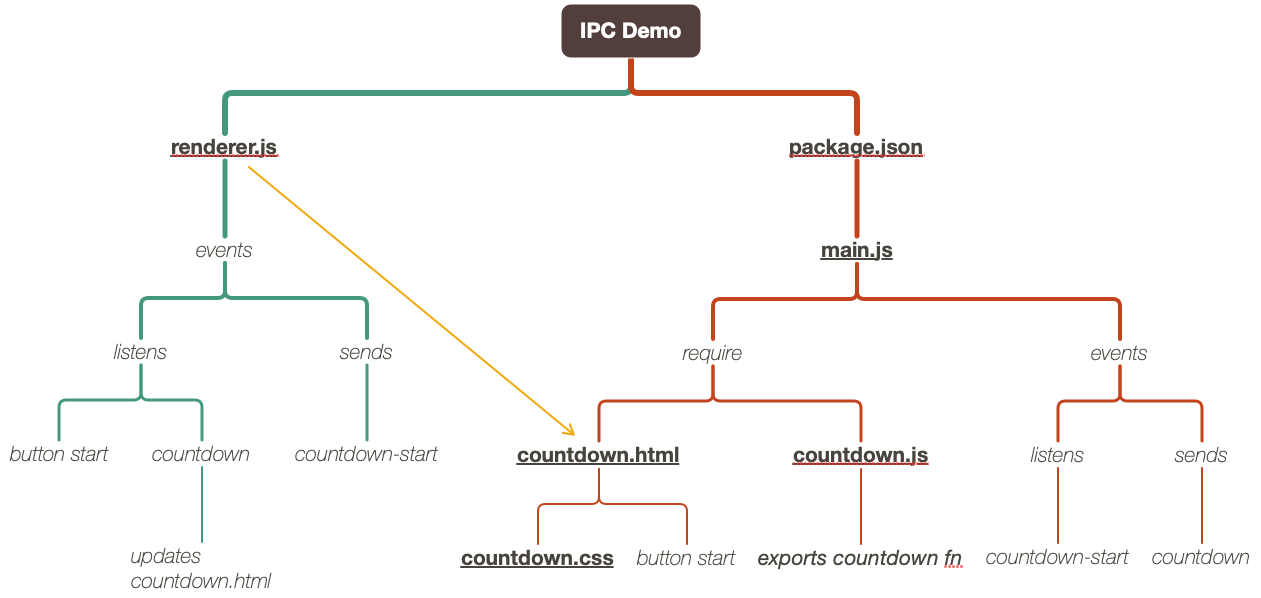 IPC Demo
renderer.js
package.json
events
main.js
listens
sends
require
events
button start
countdown
countdown-start
countdown.html
countdown.js
listens
sends
updates
countdown.html
countdown.css
button start
exports countdown fn
countdown-start
countdown